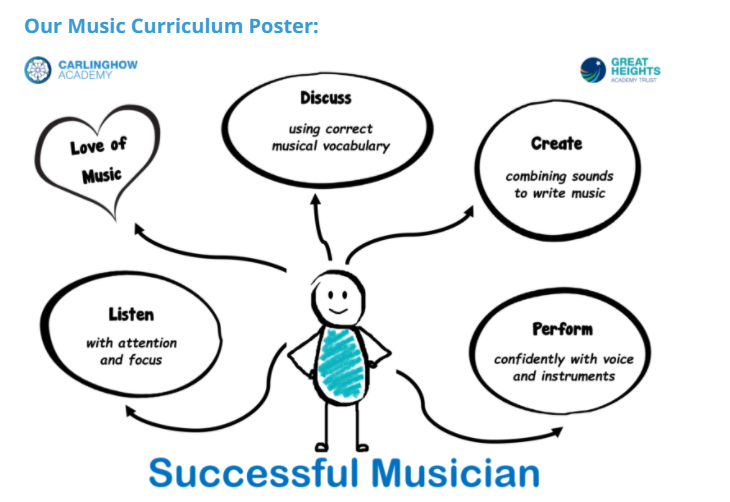 Our Music Curriculum Poster:
CARLINGHOW
ACADEMY
GREAT
HEIGHTS
ACADEMY TRUST
Love of
Music
Discuss
using correct
musical vocabulary
Create
combining sounds
to write music
Listen
with attention
and focus
Perform
confidently with voice
and instruments
Successful Musician